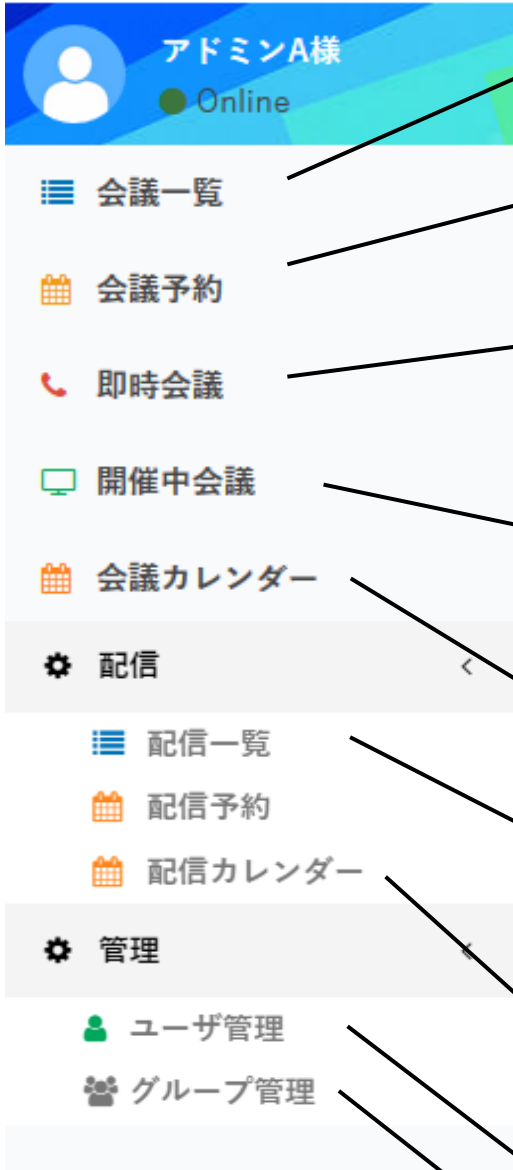 アドミンA様
Online
会議一覧
会議予約
即時会議
開催中会議
会議カレンダー
配信
配信一覧
配信予約
配信カレンダー
管理
ユーザ管理
グループ管理